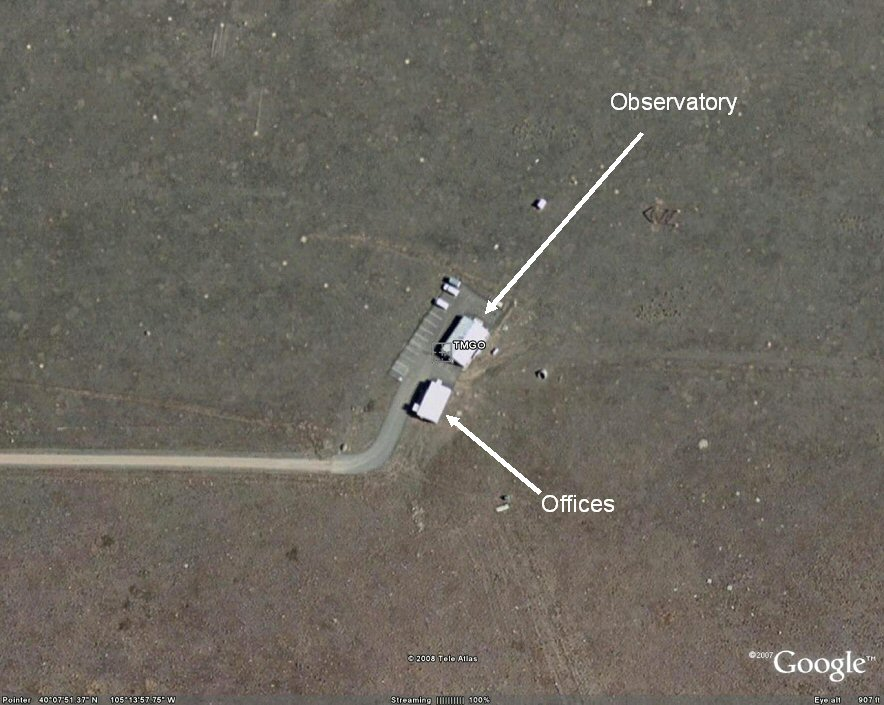 Observatory
TMGO
Offices
© 2008 Tele Atlas
©2007 Google™
Pointer 40°07'51.37" N 105°13'57.75" W Streaming |||||||||| 100% Eye alt 907 ft